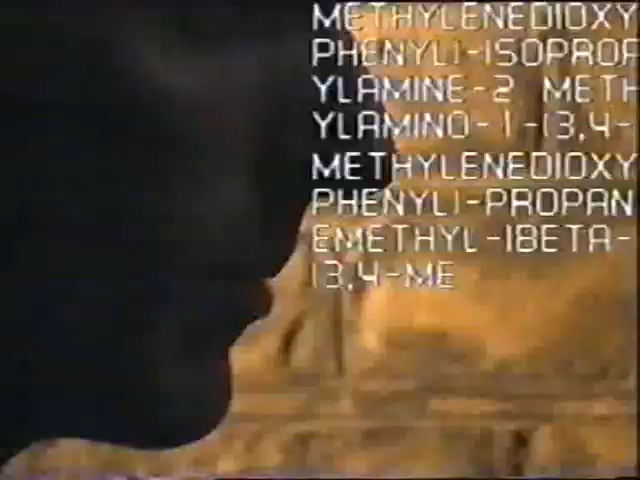 METHYLENEDIOXY
PHENYL)-ISOPROP
YLAMINE-2 METH
YLAMINO-1-(3,4-
METHYLENEDIOXY
PHENYL)-PROPAN
EMETHYL-(BETA-
(3,4-ME